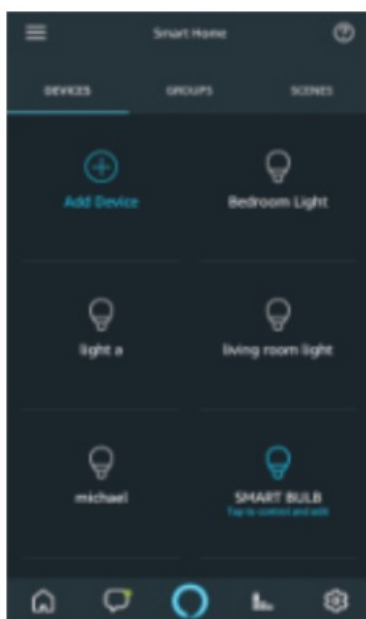 Smart Home
DEVICES GROUPS SCENES
Add Device
Bedroom Light
light a
living room light
michael
SMART BULB
Tap to control and edit